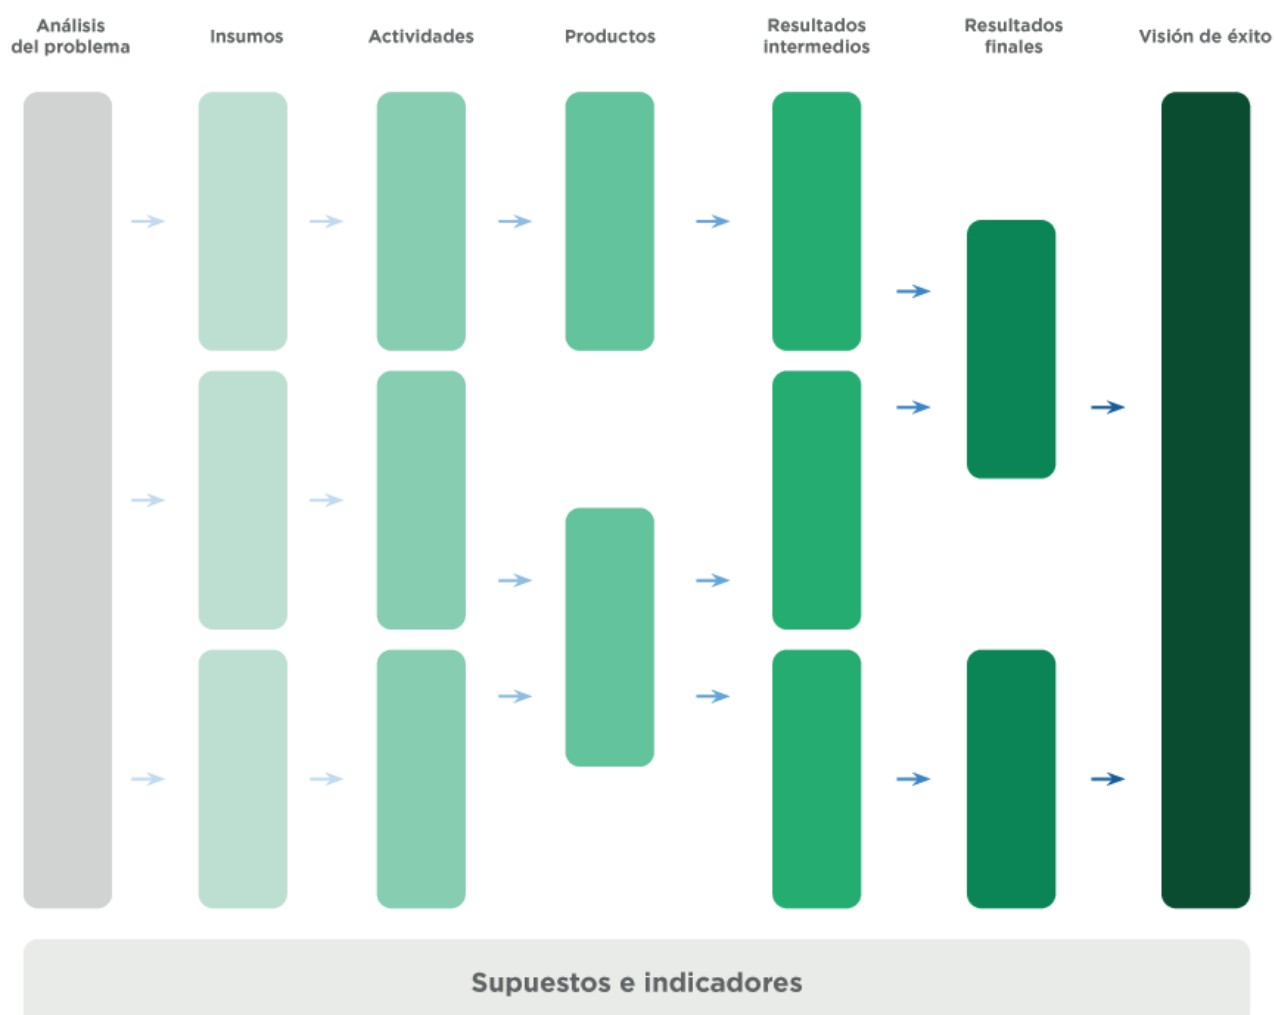 Análisis
del problema
Insumos
Actividades
Productos
Resultados
intermedios
Resultados
finales
Visión de éxito
Supuestos e indicadores